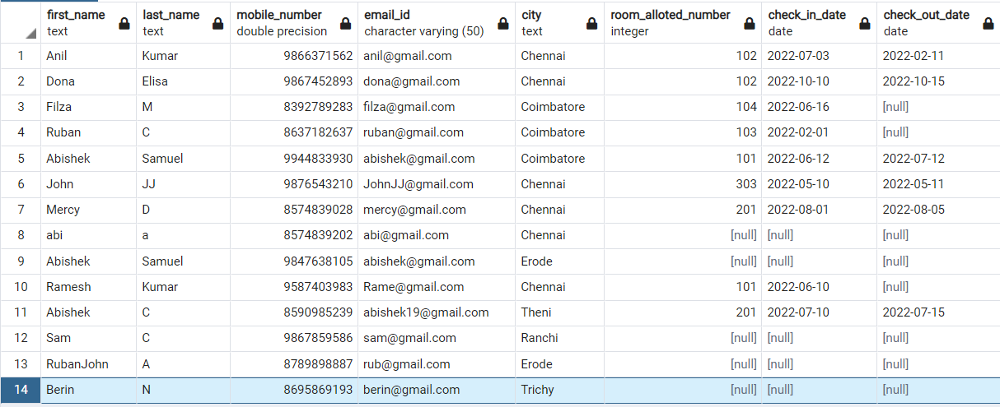 first_name last_name mobile_number email_id city room_alloted_number check_in_date check_out_date
text text double precision character varying (50) text integer date date
1 Anil Kumar 9866371562 anil@gmail.com Chennai 102 2022-07-03 2022-02-11
2 Dona Elisa 9867452893 dona@gmail.com Chennai 102 2022-10-10 2022-10-15
3 Filza M 8392789283 filza@gmail.com Coimbatore 104 2022-06-16 [null]
4 Ruban C 8637182637 ruban@gmail.com Coimbatore 103 2022-02-01 [null]
5 Abishek Samuel 9944833930 abishek@gmail.com Coimbatore 101 2022-06-12 2022-07-12
6 John JJ 9876543210 JohnJJ@gmail.com Chennai 303 2022-05-10 2022-05-11
7 Mercy D 8574839028 mercy@gmail.com Chennai 201 2022-08-01 2022-08-05
8 abi a 8574839202 abi@gmail.com Chennai [null] [null] [null]
9 Abishek Samuel 9847638105 abishek@gmail.com Erode [null] [null] [null]
10 Ramesh Kumar 9587403983 Rame@gmail.com Chennai 101 2022-06-10 [null]
11 Abishek C 8590985239 abishek19@gmail.com Theni 201 2022-07-10 2022-07-15
12 Sam C 9867859586 sam@gmail.com Ranchi [null] [null] [null]
13 RubanJohn A 8789898887 rub@gmail.com Erode [null] [null] [null]
14 Berin N 8695869193 berin@gmail.com Trichy [null] [null] [null]